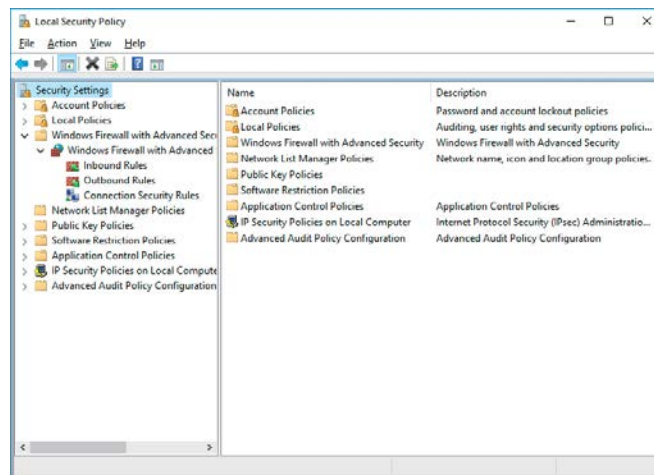 Local Security Policy
File Action View Help
Security Settings
Account Policies
Local Policies
Windows Firewall with Advanced Secu
Windows Firewall with Advanced
Inbound Rules
Outbound Rules
Connection Security Rules
Network List Manager Policies
Public Key Policies
Software Restriction Policies
Application Control Policies
IP Security Policies on Local Compute
Advanced Audit Policy Configuration
Name Description
Account Policies Password and account lockout policies
Local Policies Auditing, user rights and security options polici...
Windows Firewall with Advanced Security Windows Firewall with Advanced Security
Network List Manager Policies Network name, icon and location group policies.
Public Key Policies
Software Restriction Policies
Application Control Policies Application Control Policies
IP Security Policies on Local Computer Internet Protocol Security (IPsec) Administratio...
Advanced Audit Policy Configuration Advanced Audit Policy Configuration